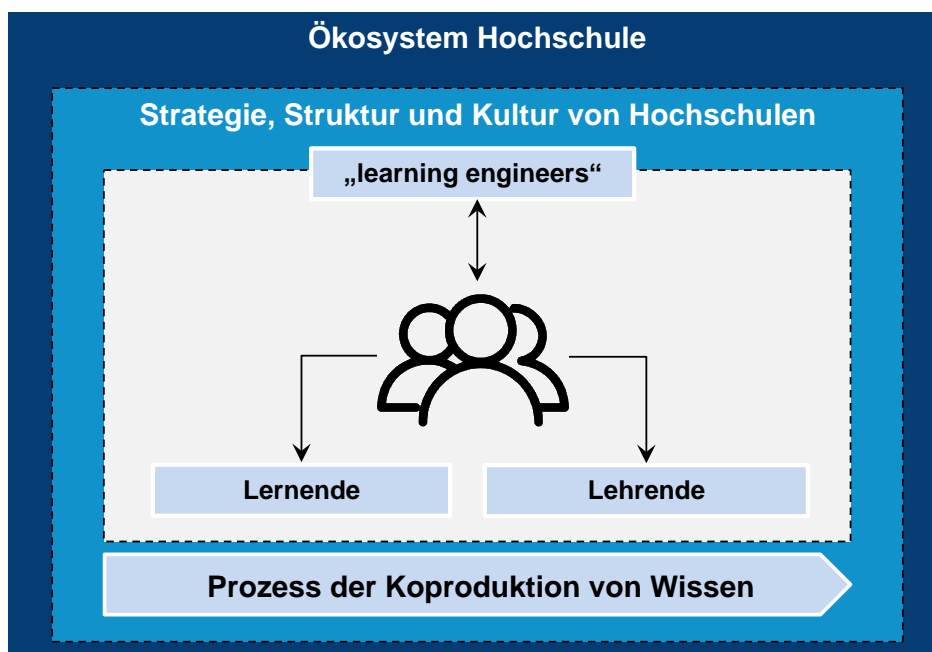 Ökosystem Hochschule
Strategie, Struktur und Kultur von Hochschulen
„learning engineers“
Lernende
Lehrende
Prozess der Koproduktion von Wissen